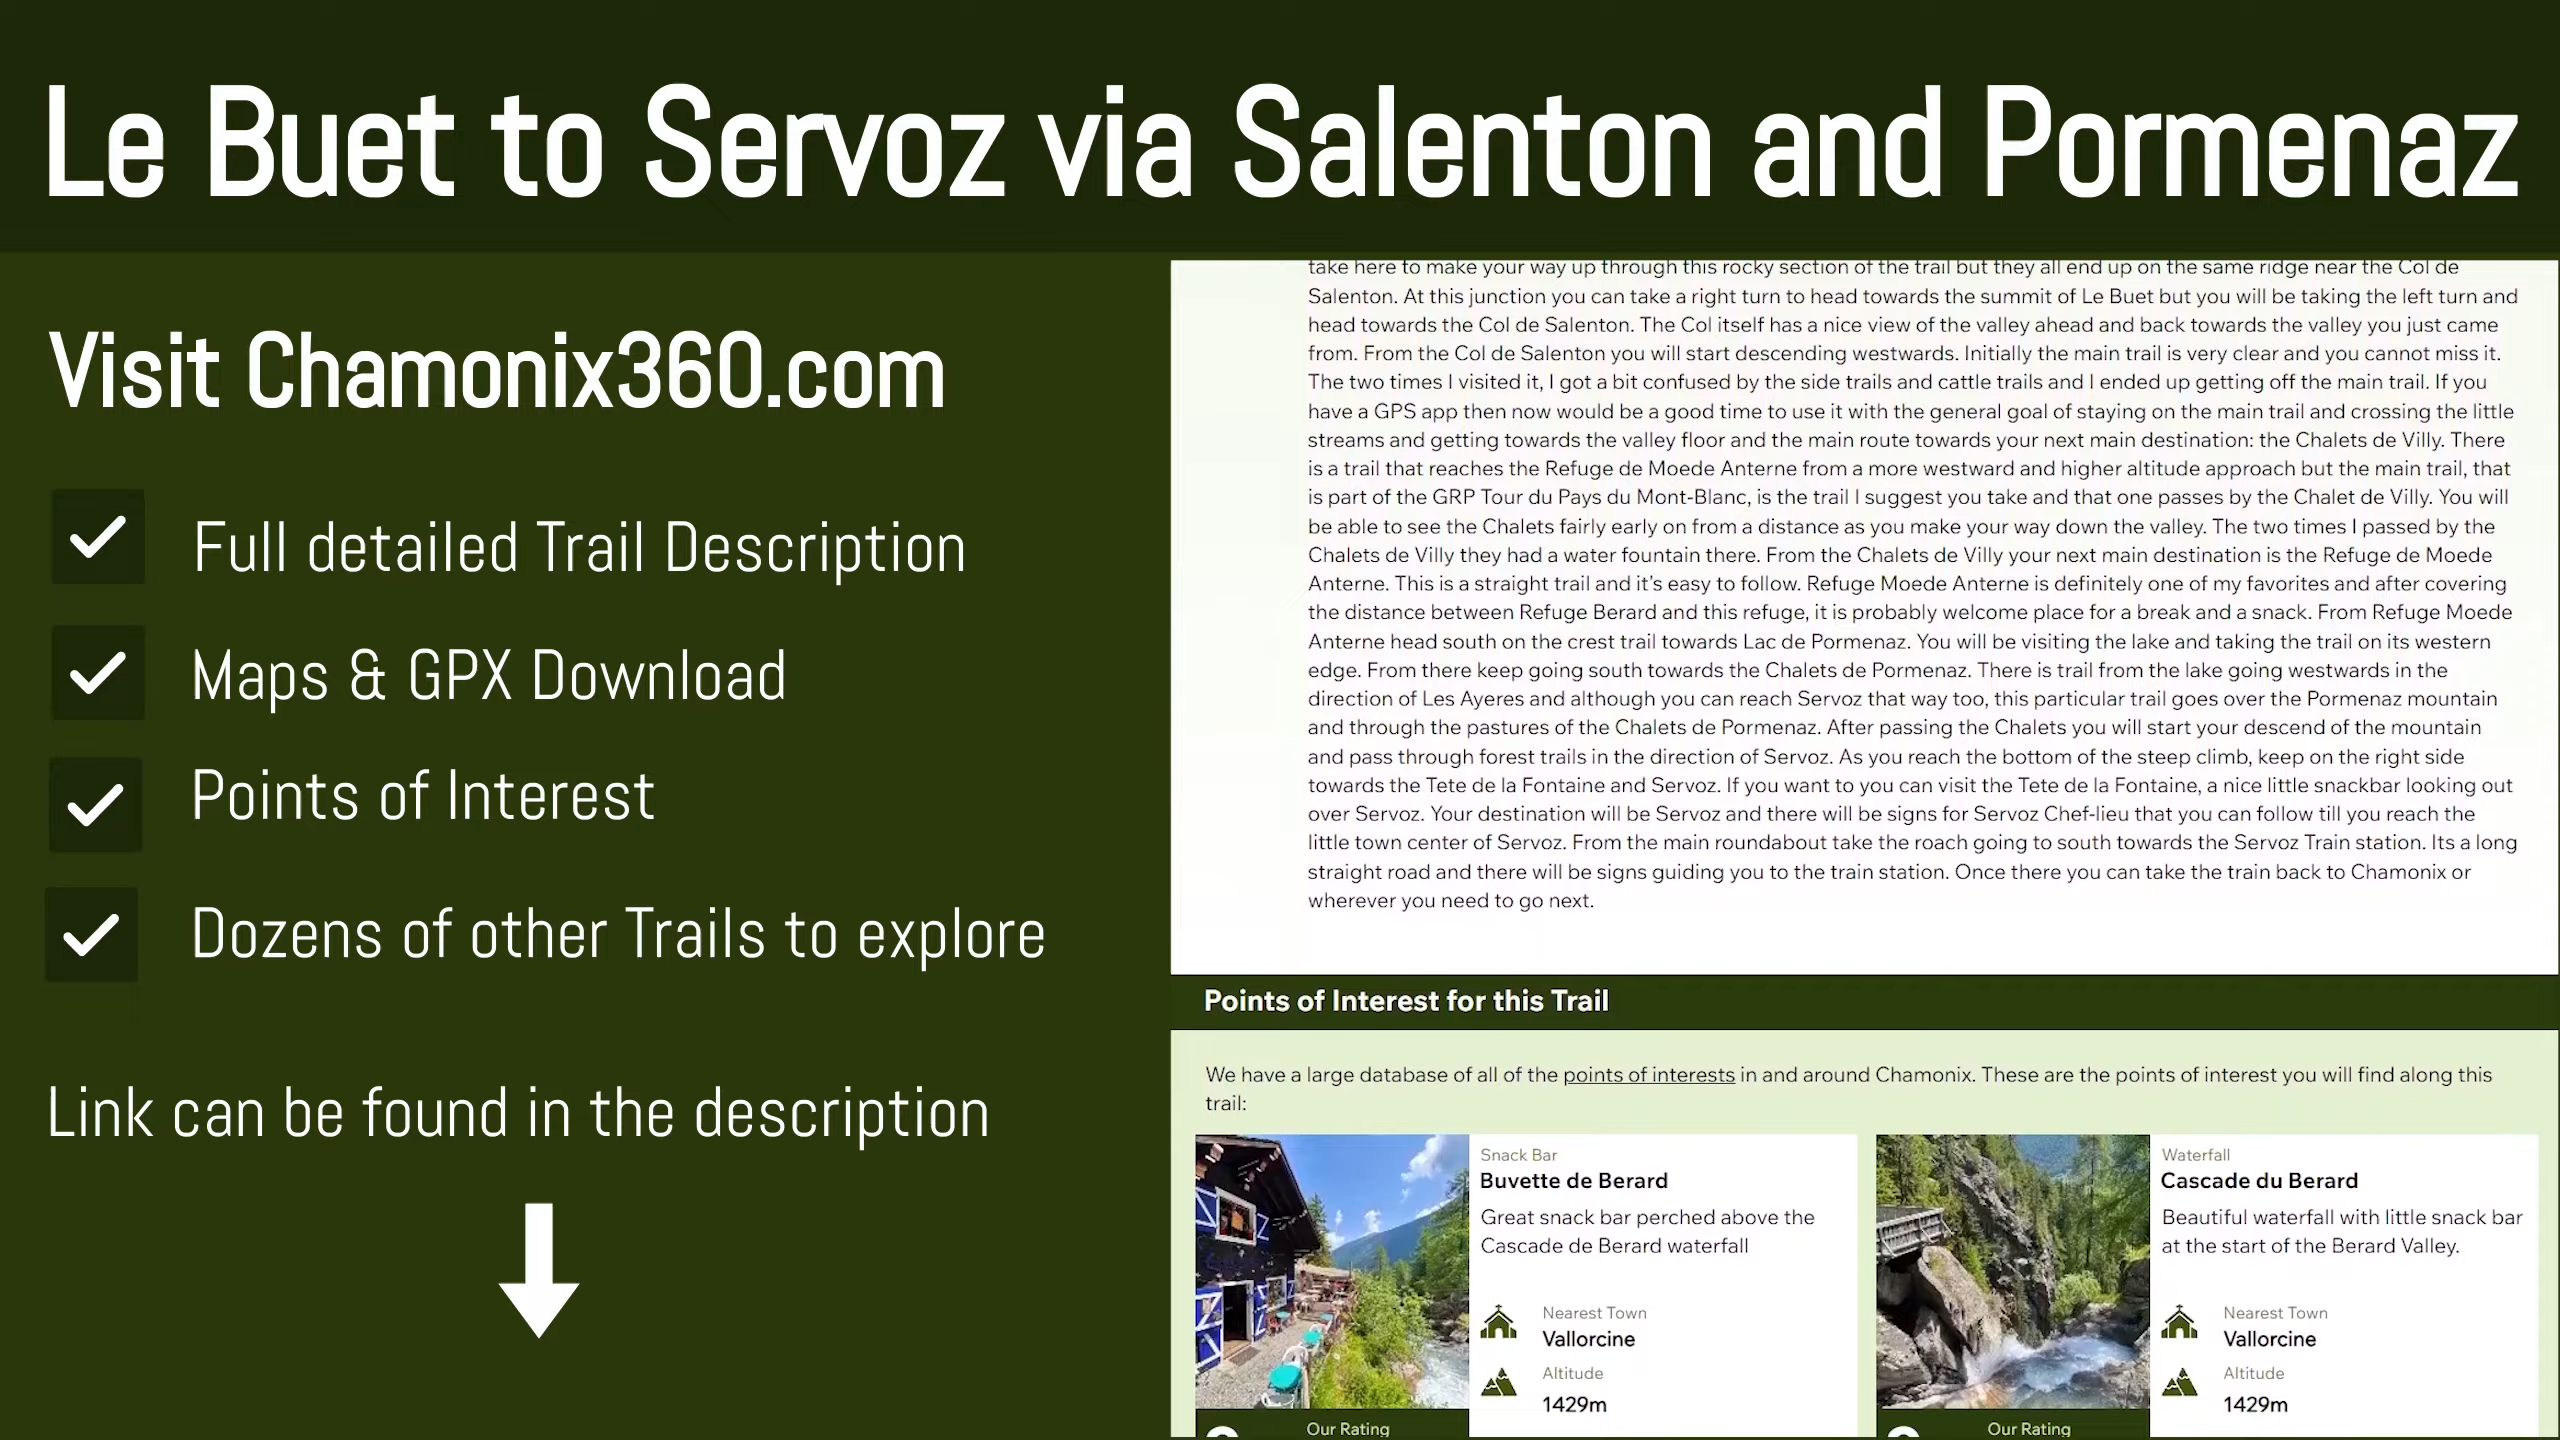 Le Buet to Servoz via Salenton and Pormenaz
Visit Chamonix360.com
Full detailed Trail Description
Maps & GPX Download
Points of Interest
Dozens of other Trails to explore
Link can be found in the description
take here to make your way up through this rocky section of the trail but they all end up on the same ridge near the Col de
Salenton. At this junction you can take a right turn to head towards the summit of Le Buet but you will be taking the left turn and
head towards the Col de Salenton. The Col itself has a nice view of the valley ahead and back towards the valley you just came
from. From the Col de Salenton you will start descending westwards. Initially the main trail is very clear and you cannot miss it.
The two times I visited it, I got a bit confused by the side trails and cattle trails and I ended up getting off the main trail. If you
have a GPS app then now would be a good time to use it with the general goal of staying on the main trail and crossing the little
streams and getting towards the valley floor and the main route towards your next main destination: the Chalets de Villy. There
is a trail that reaches the Refuge de Moede Anterne from a more westward and higher altitude approach but the main trail, that
is part of the GRP Tour du Pays du Mont-Blanc, is the trail I suggest you take and that one passes by the Chalet de Villy. You will
be able to see the Chalets fairly early on from a distance as you make your way down the valley. The two times I passed by the
Chalets de Villy they had a water fountain there. From the Chalets de Villy your next main destination is the Refuge de Moede
Anterne. This is a straight trail and it's easy to follow. Refuge Moede Anterne is definitely one of my favorites and after covering
the distance between Refuge Berard and this refuge, it is probably welcome place for a break and a snack. From Refuge Moede
Anterne head south on the crest trail towards Lac de Pormenaz. You will be visiting the lake and taking the trail on its western
edge. From there keep going south towards the Chalets de Pormenaz. There is trail from the lake going westwards in the
direction of Les Ayeres and although you can reach Servoz that way too, this particular trail goes over the Pormenaz mountain
and through the pastures of the Chalets de Pormenaz. After passing the Chalets you will start your descend of the mountain
and pass through forest trails in the direction of Servoz. As you reach the bottom of the steep climb, keep on the right side
towards the Tete de la Fontaine and Servoz. If you want to you can visit the Tete de la Fontaine, a nice little snackbar looking out
over Servoz. Your destination will be Servoz and there will be signs for Servoz Chef-lieu that you can follow till you reach the
little town center of Servoz. From the main roundabout take the roach going to south towards the Servoz Train station. Its a long
straight road and there will be signs guiding you to the train station. Once there you can take the train back to Chamonix or
wherever you need to go next.
Points of Interest for this Trail
We have a large database of all of the points of interests in and around Chamonix. These are the points of interest you will find along this
trail:
Snack Bar
Buvette de Berard
Great snack bar perched above the
Cascade de Berard waterfall
Nearest Town
Vallorcine
Altitude
1429m
Our Rating
Waterfall
Cascade du Berard
Beautiful waterfall with little snack bar
at the start of the Berard Valley.
Nearest Town
Vallorcine
Altitude
1429m
Our Rating